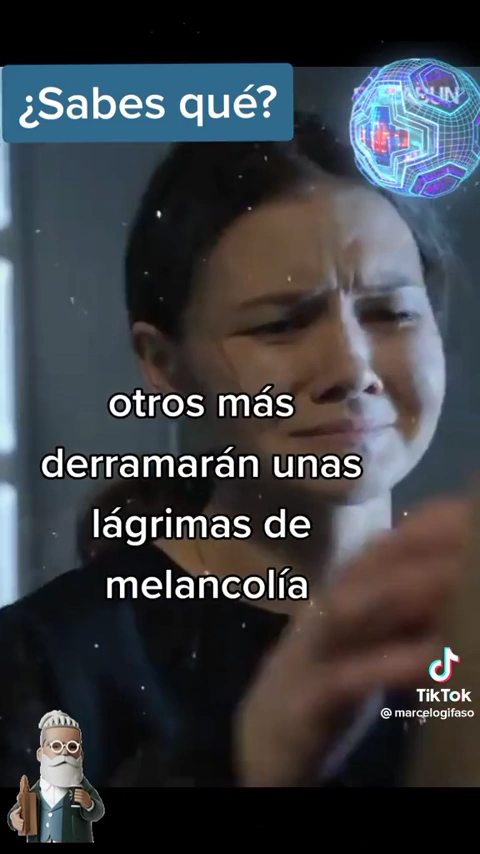 ¿Sabes qué?
otros más
derramarán unas
lágrimas de
melancolía
TikTok
@marcelogifaso